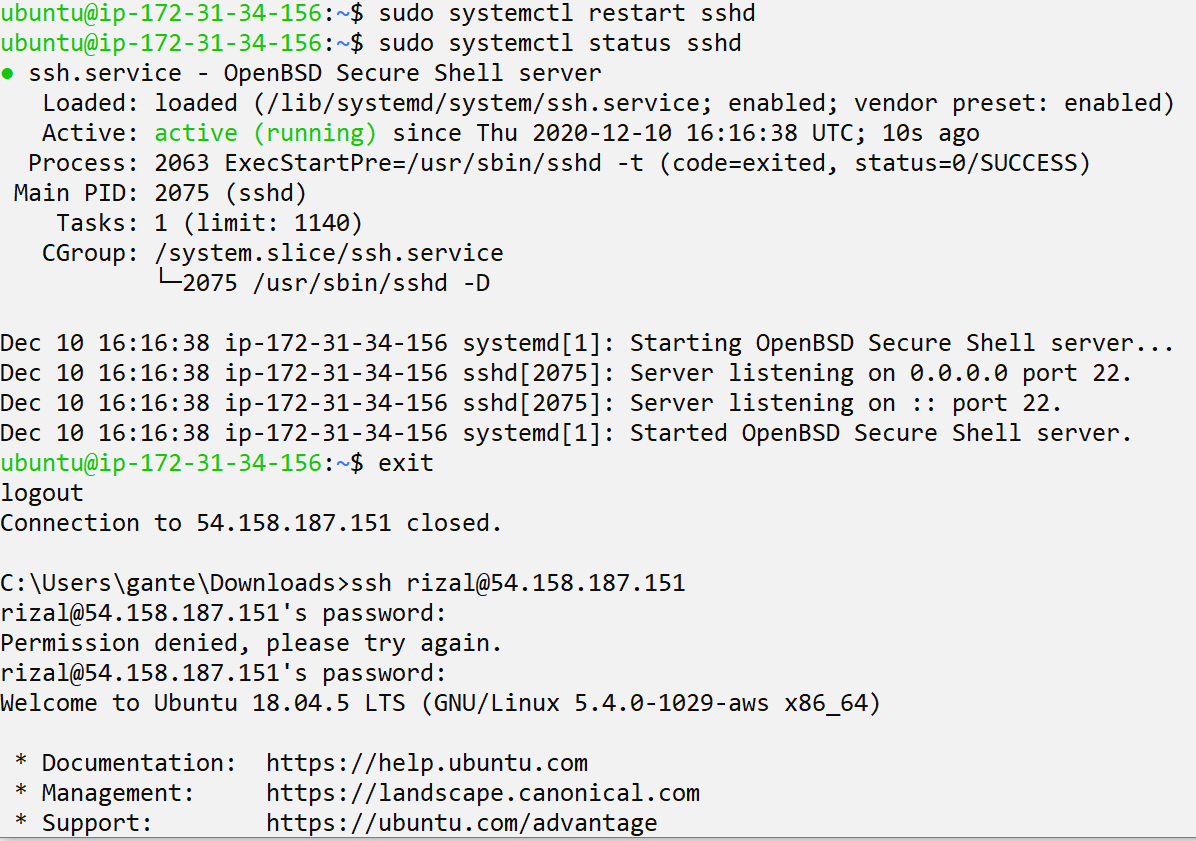 ubuntu@ip-172-31-34-156:~$ sudo systemctl restart sshd
ubuntu@ip-172-31-34-156:~$ sudo systemctl status sshd
● ssh.service - OpenBSD Secure Shell server
   Loaded: loaded (/lib/systemd/system/ssh.service; enabled; vendor preset: enabled)
   Active: active (running) since Thu 2020-12-10 16:16:38 UTC; 10s ago
  Process: 2063 ExecStartPre=/usr/sbin/sshd -t (code=exited, status=0/SUCCESS)
 Main PID: 2075 (sshd)
    Tasks: 1 (limit: 1140)
   CGroup: /system.slice/ssh.service
           └─2075 /usr/sbin/sshd -D

Dec 10 16:16:38 ip-172-31-34-156 systemd[1]: Starting OpenBSD Secure Shell server...
Dec 10 16:16:38 ip-172-31-34-156 sshd[2075]: Server listening on 0.0.0.0 port 22.
Dec 10 16:16:38 ip-172-31-34-156 sshd[2075]: Server listening on :: port 22.
Dec 10 16:16:38 ip-172-31-34-156 systemd[1]: Started OpenBSD Secure Shell server.
ubuntu@ip-172-31-34-156:~$ exit
logout
Connection to 54.158.187.151 closed.

C:\Users\gante\Downloads>ssh rizal@54.158.187.151
rizal@54.158.187.151's password:
Permission denied, please try again.
rizal@54.158.187.151's password:
Welcome to Ubuntu 18.04.5 LTS (GNU/Linux 5.4.0-1029-aws x86_64)

 * Documentation:  https://help.ubuntu.com
 * Management:     https://landscape.canonical.com
 * Support:        https://ubuntu.com/advantage